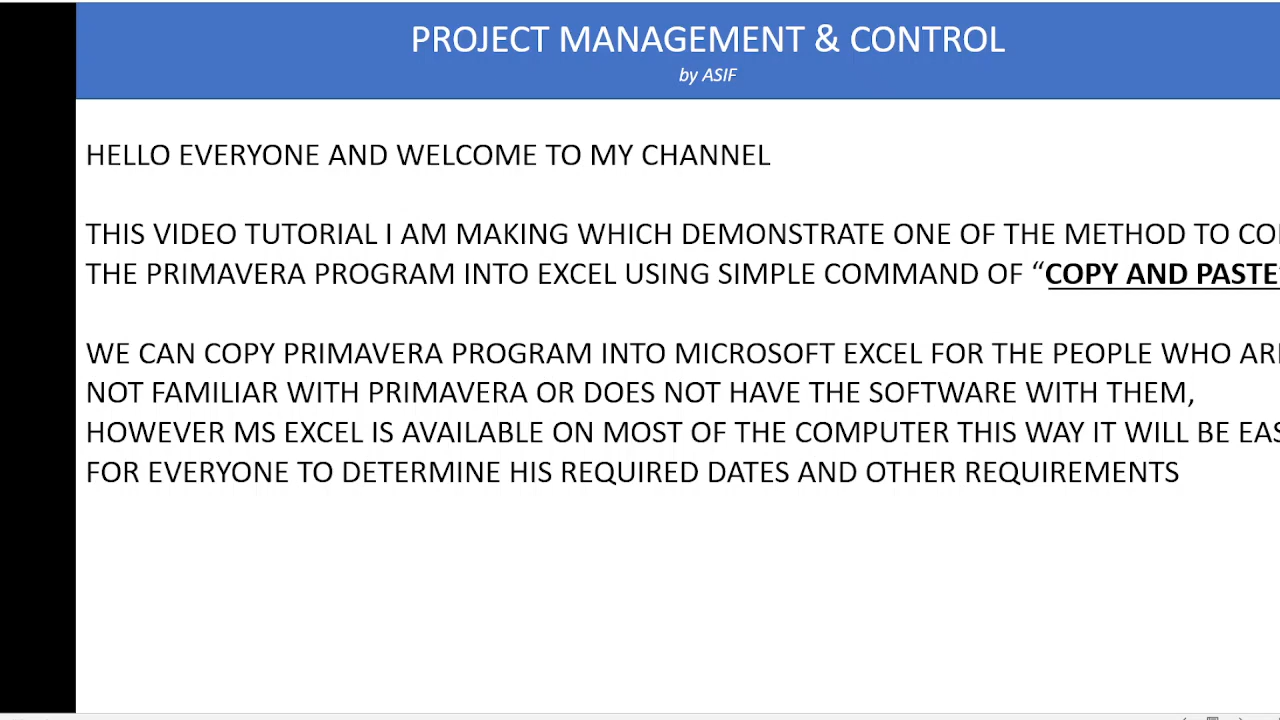 PROJECT MANAGEMENT & CONTROL
by ASIF
HELLO EVERYONE AND WELCOME TO MY CHANNEL
THIS VIDEO TUTORIAL I AM MAKING WHICH DEMONSTRATE ONE OF THE METHOD TO
THE PRIMAVERA PROGRAM INTO EXCEL USING SIMPLE COMMAND OF “COPY AND PASTE
WE CAN COPY PRIMAVERA PROGRAM INTO MICROSOFT EXCEL FOR THE PEOPLE WHO
NOT FAMILIAR WITH PRIMAVERA OR DOES NOT HAVE THE SOFTWARE WITH THEM,
HOWEVER MS EXCEL IS AVAILABLE ON MOST OF THE COMPUTER THIS WAY IT WILL BE
FOR EVERYONE TO DETERMINE HIS REQUIRED DATES AND OTHER REQUIREMENTS